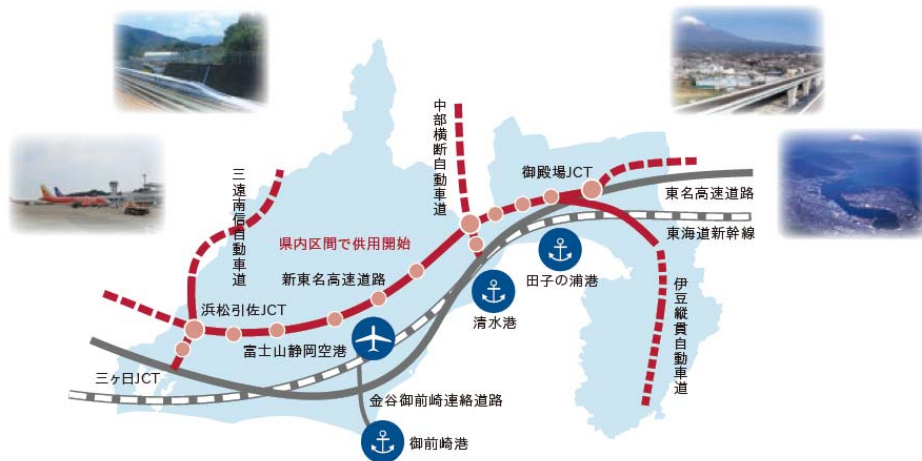 中部横断自動車道
三遠南信自動車道
御殿場JCT
東名高速道路
東海道新幹線
県内区間で供用開始
新東名高速道路
田子の浦港
浜松引佐JCT
清水港
伊豆縦貫自動車道
富士山静岡空港
三ヶ日JCT
金谷御前崎連絡道路
御前崎港